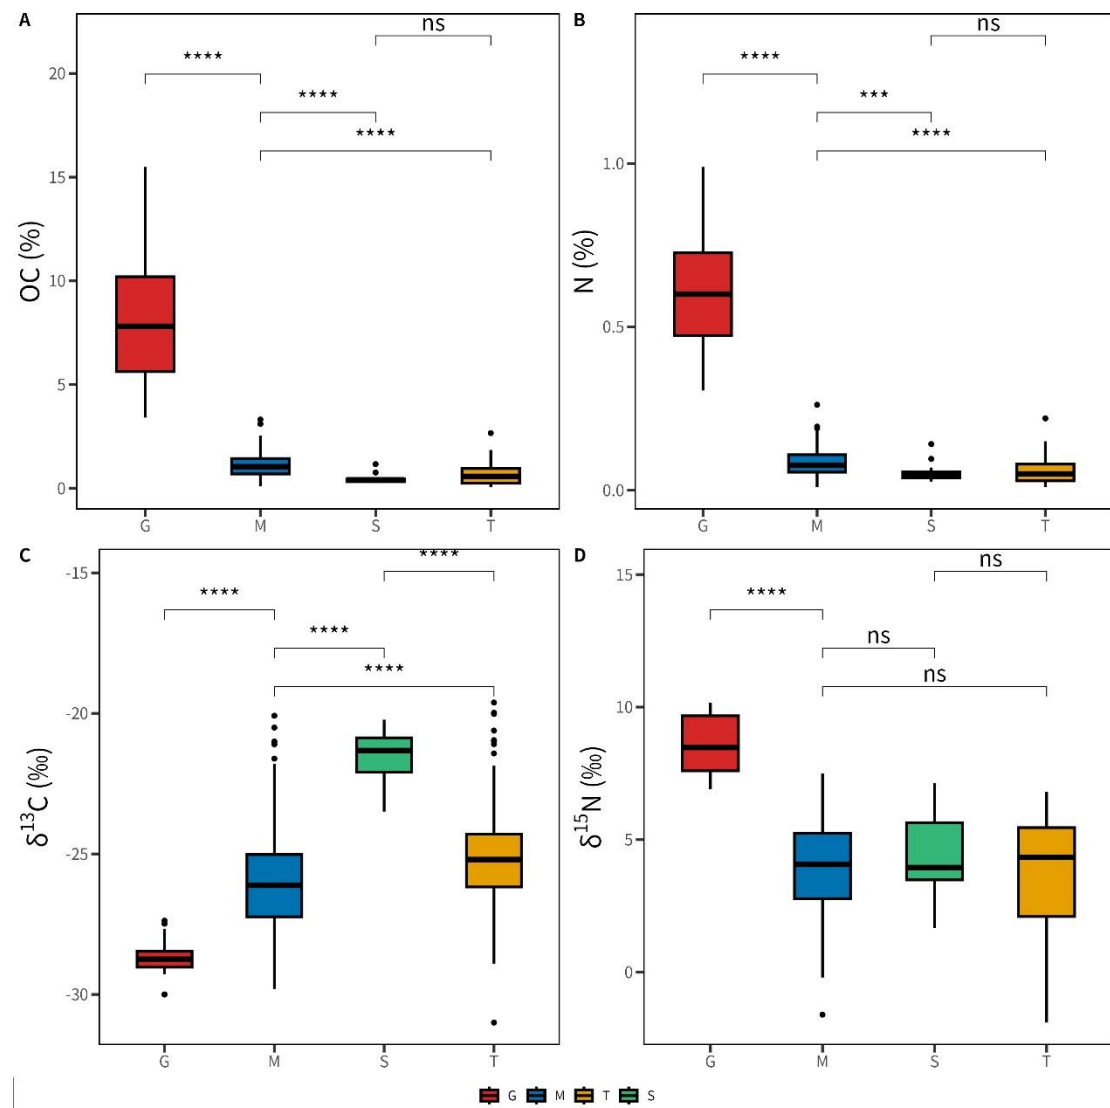 A
B
ns
ns
****
****
****
***
****
****
20
15
10
5
0
OC (%)
1.0
0.5
0.0
N (%)
G M S T
G M S T
C
D
****
ns
****
****
****
ns
****
ns
-15
-20
-25
-30
δ13C (‰)
15
10
5
0
δ15N (‰)
G M S T
G M S T
G M T S